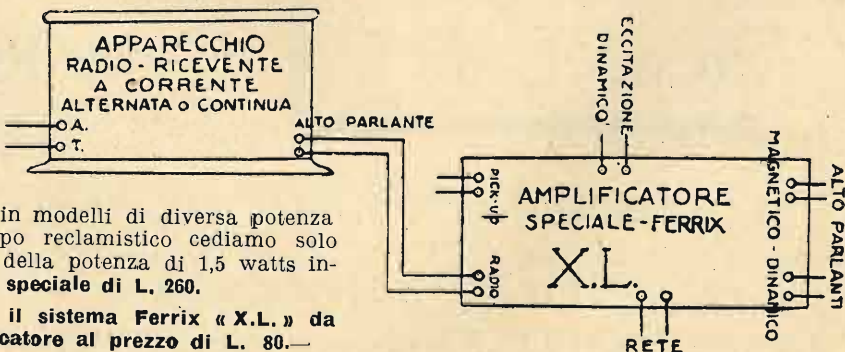 APPARECCHIO
RADIO - RICEVENTE
A CORRENTE
ALTERNATA o CONTINUA
A.
T.
ALTO PARLANTE
ECCITAZIONE
DINAMICO
PICK-UP
RADIO
AMPLIFICATORE
SPECIALE - FERRIX
X.L.
MAGNETICO - DINAMICO
ALTO PARLANTI
RETE
in modelli di diversa potenza
po reclamistico cediamo solo
della potenza di 1,5 watts in-
speciale di L. 260.
il sistema Ferrix « X.L. » da
catore al prezzo di L. 80.—